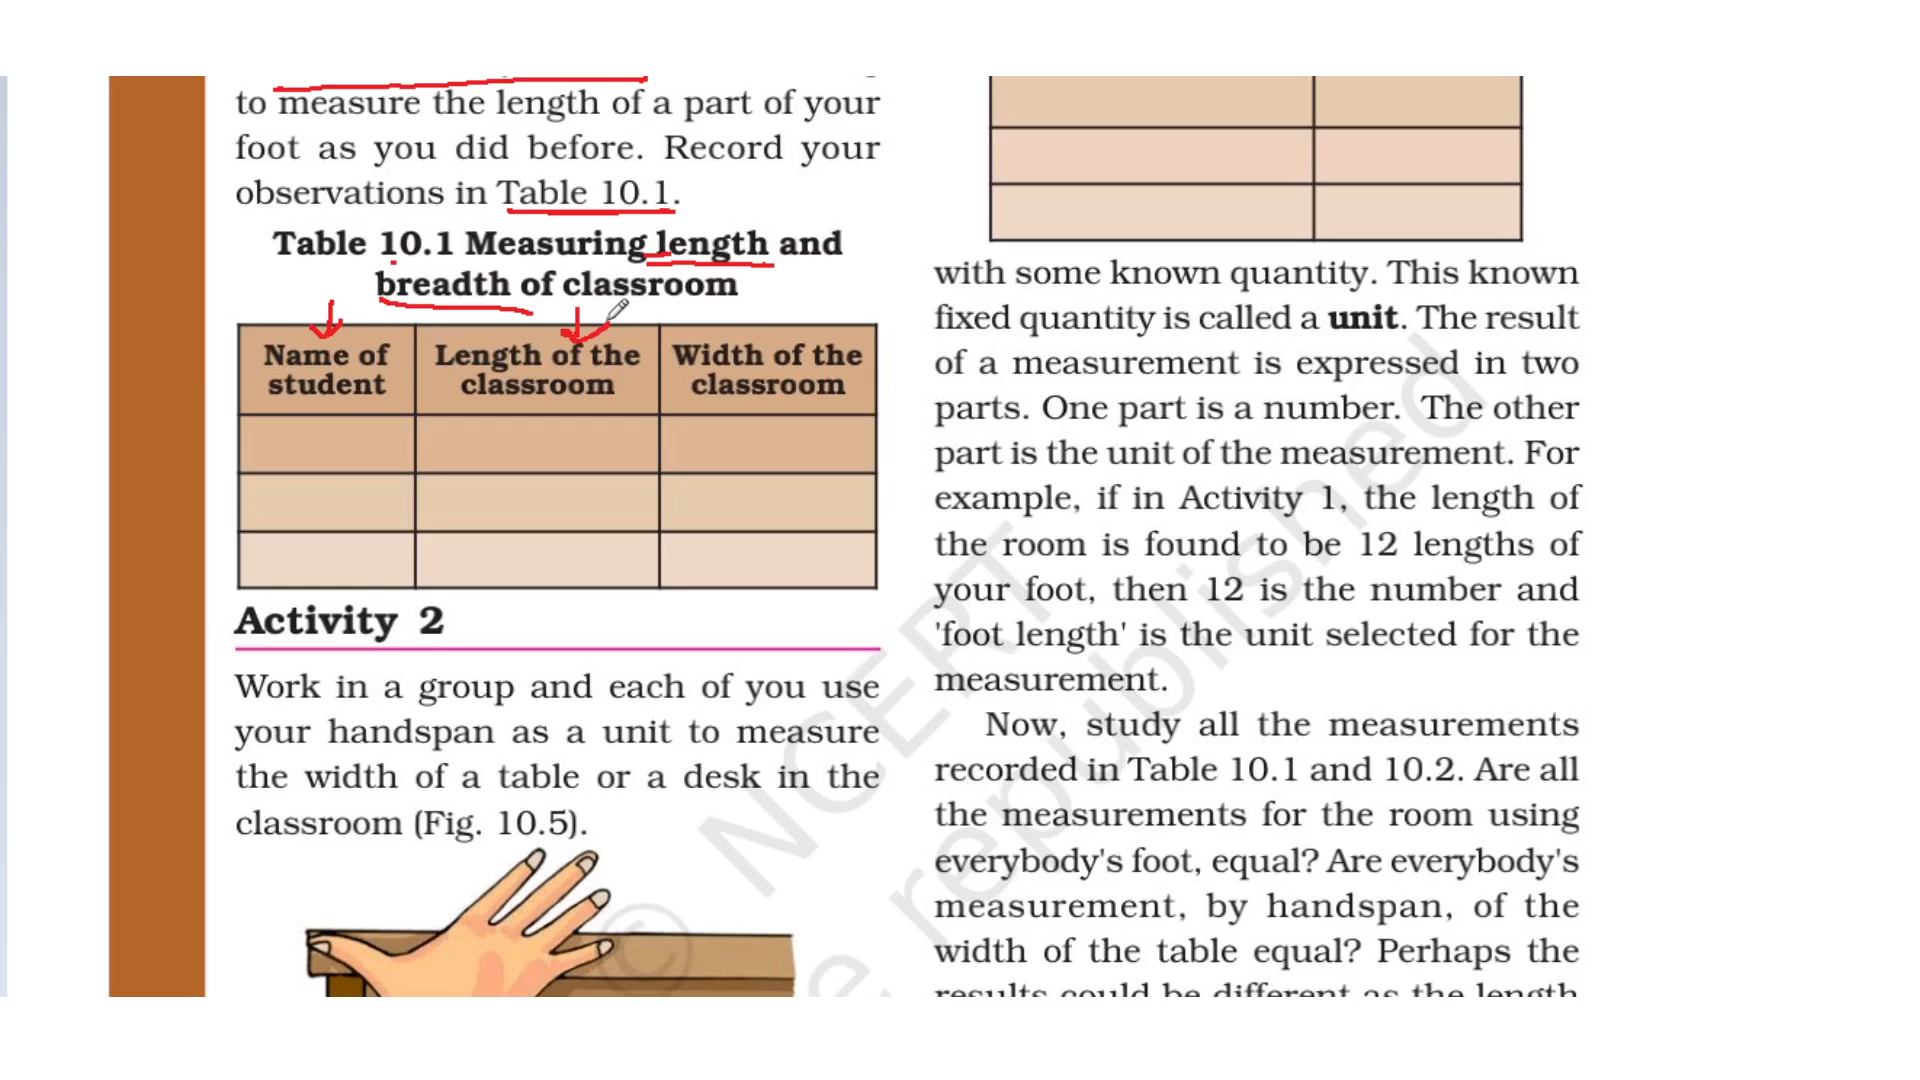 to measure the length of a part of your
foot as you did before. Record your
observations in Table 10.1.
Table 10.1 Measuring length and
breadth of classroom
Name of
student
Length of the
classroom
Width of the
classroom
Activity 2
Work in a group and each of you use
your handspan as a unit to measure
the width of a table or a desk in the
classroom (Fig. 10.5).
with some known quantity. This known
fixed quantity is called a unit. The result
of a measurement is expressed in two
parts. One part is a number. The other
part is the unit of the measurement. For
example, if in Activity 1, the length of
the room is found to be 12 lengths of
your foot, then 12 is the number and
'foot length' is the unit selected for the
measurement.
Now, study all the measurements
recorded in Table 10.1 and 10.2. Are all
the measurements for the room using
everybody's foot, equal? Are everybody's
measurement, by handspan, of the
width of the table equal? Perhaps the
results could be different as the length
© NCERT
republished